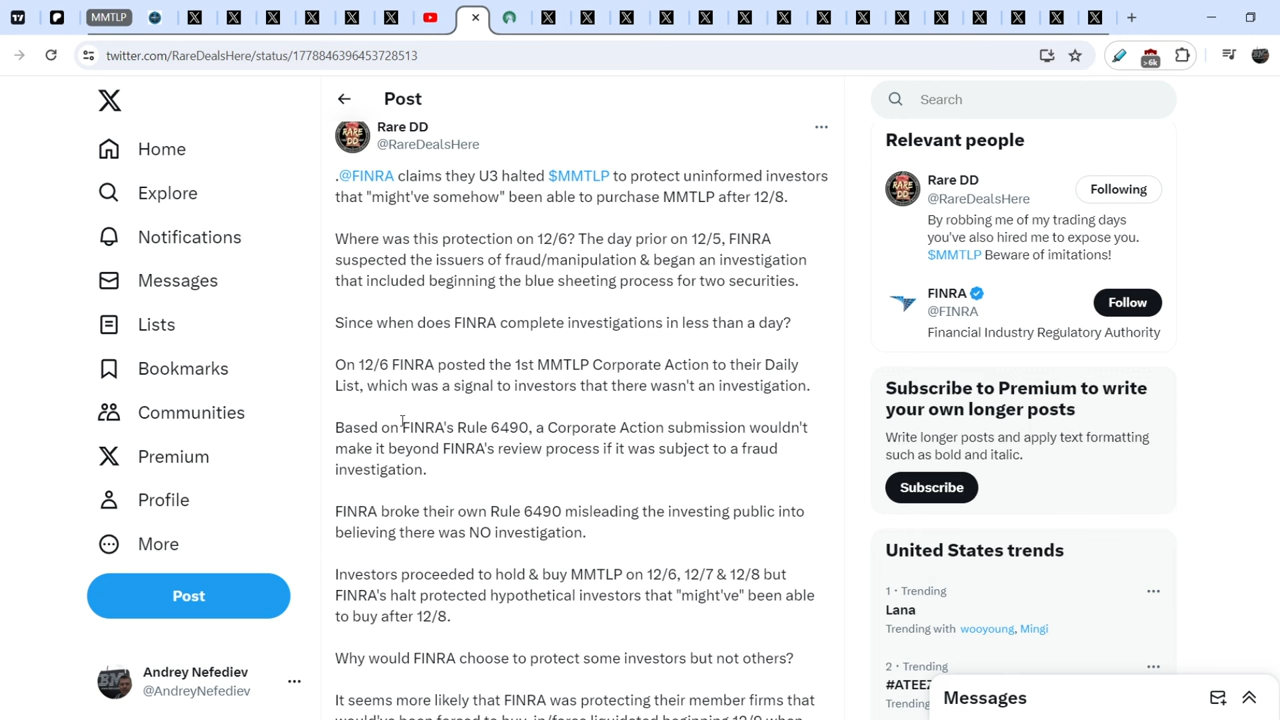 MMTLP
twitter.com/RareDealsHere/status/1778846396453728513
>6k
Home
Explore
Notifications
Messages
Lists
Bookmarks
Communities
Premium
Profile
More
Post
Andrey Nefediev
@AndreyNefediev
Post
RARE DD
Rare DD
@RareDealsHere
.@FINRA claims they U3 halted $MMTLP to protect uninformed investors
that "might've somehow" been able to purchase MMTLP after 12/8.
Where was this protection on 12/6? The day prior on 12/5, FINRA
suspected the issuers of fraud/manipulation & began an investigation
that included beginning the blue sheeting process for two securities.
Since when does FINRA complete investigations in less than a day?
On 12/6 FINRA posted the 1st MMTLP Corporate Action to their Daily
List, which was a signal to investors that there wasn't an investigation.
Based on FINRA's Rule 6490, a Corporate Action submission wouldn't
make it beyond FINRA's review process if it was subject to a fraud
investigation.
FINRA broke their own Rule 6490 misleading the investing public into
believing there was NO investigation.
Investors proceeded to hold & buy MMTLP on 12/6, 12/7 & 12/8 but
FINRA's halt protected hypothetical investors that "might've" been able
to buy after 12/8.
Why would FINRA choose to protect some investors but not others?
It seems more likely that FINRA was protecting their member firms that
Search
Relevant people
RARE DD
Rare DD
@RareDealsHere
Following
By robbing me of my trading days
you've also hired me to expose you.
$MMTLP Beware of imitations!
FINRA
@FINRA
Follow
Financial Industry Regulatory Authority
Subscribe to Premium to write
your own longer posts
Write longer posts and apply text formatting
such as bold and italic.
Subscribe
United States trends
1 · Trending
Lana
Trending with wooyoung, Mingi
2 · Trending
#ATEEZ
Trending
Messages